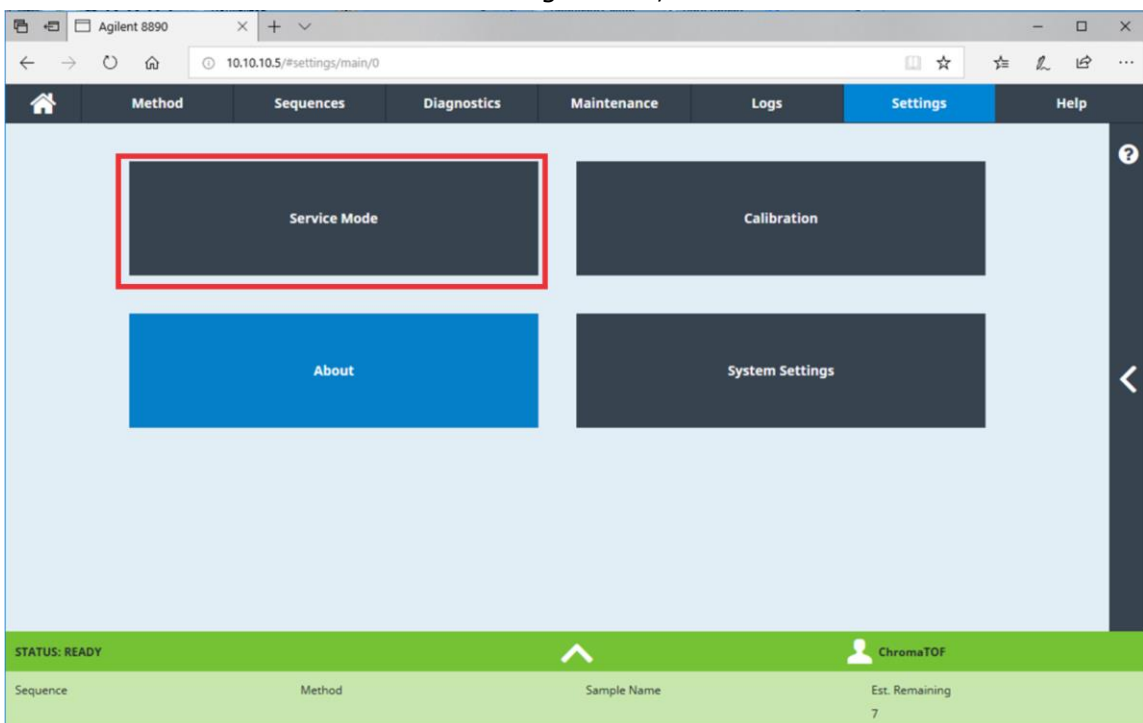 Agilent 8890
10.10.10.5/#settings/main/0
Method Sequences Diagnostics Maintenance Logs Settings Help
Service Mode Calibration
About System Settings
STATUS: READY ChromaTOF
Sequence Method Sample Name Est. Remaining
7